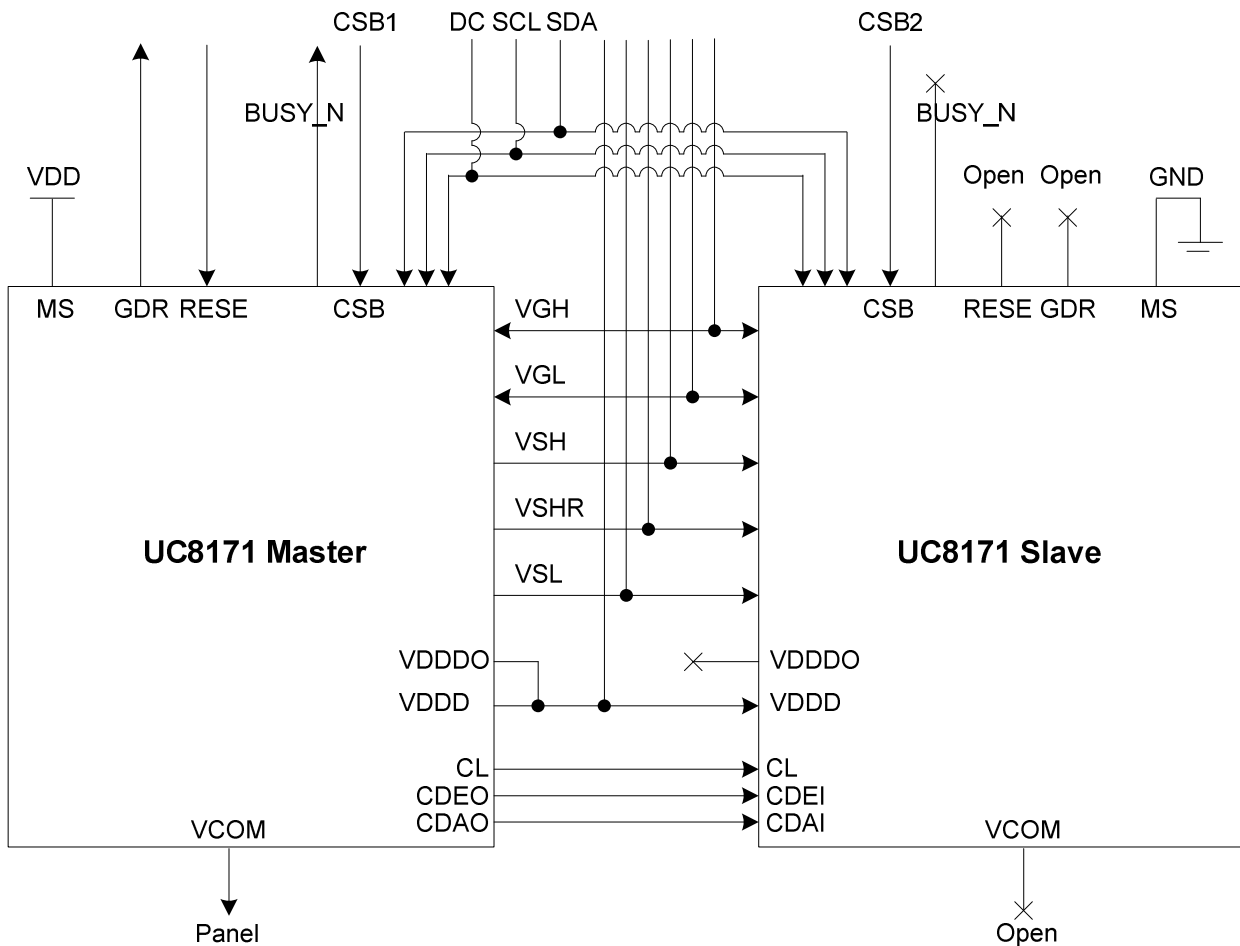 CSB1 DC SCL SDA CSB2
BUSY_N BUSY_N
VDD Open Open GND
MS GDR RESE CSB CSB RESE GDR MS
VGH
VGL
VSH
VSHR
UC8171 Master UC8171 Slave
VSL
VDDDO VDDDO
VDDD VDDD
CL CL
CDEO CDEI
CDAO CDAI
VCOM VCOM
Panel Open